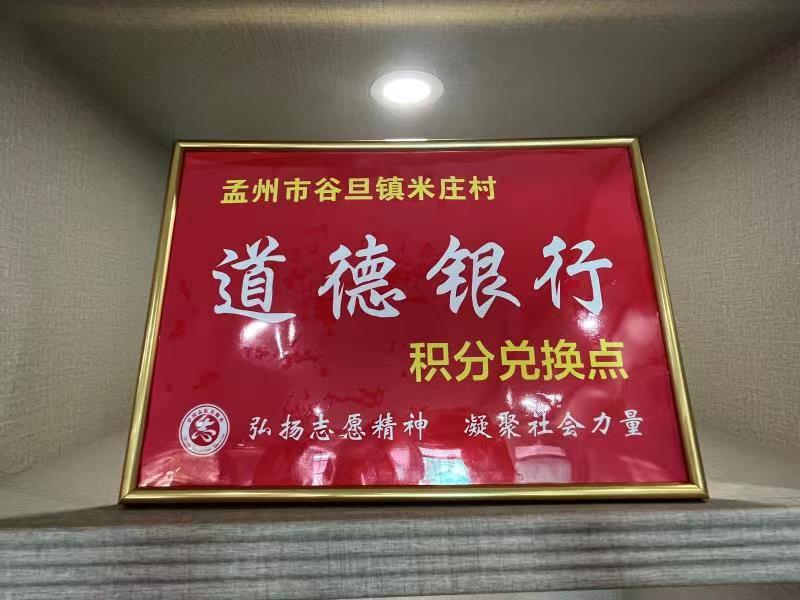 孟州市谷旦镇米庄村
道德银行
积分兑换点
弘扬志愿精神 凝聚社会力量